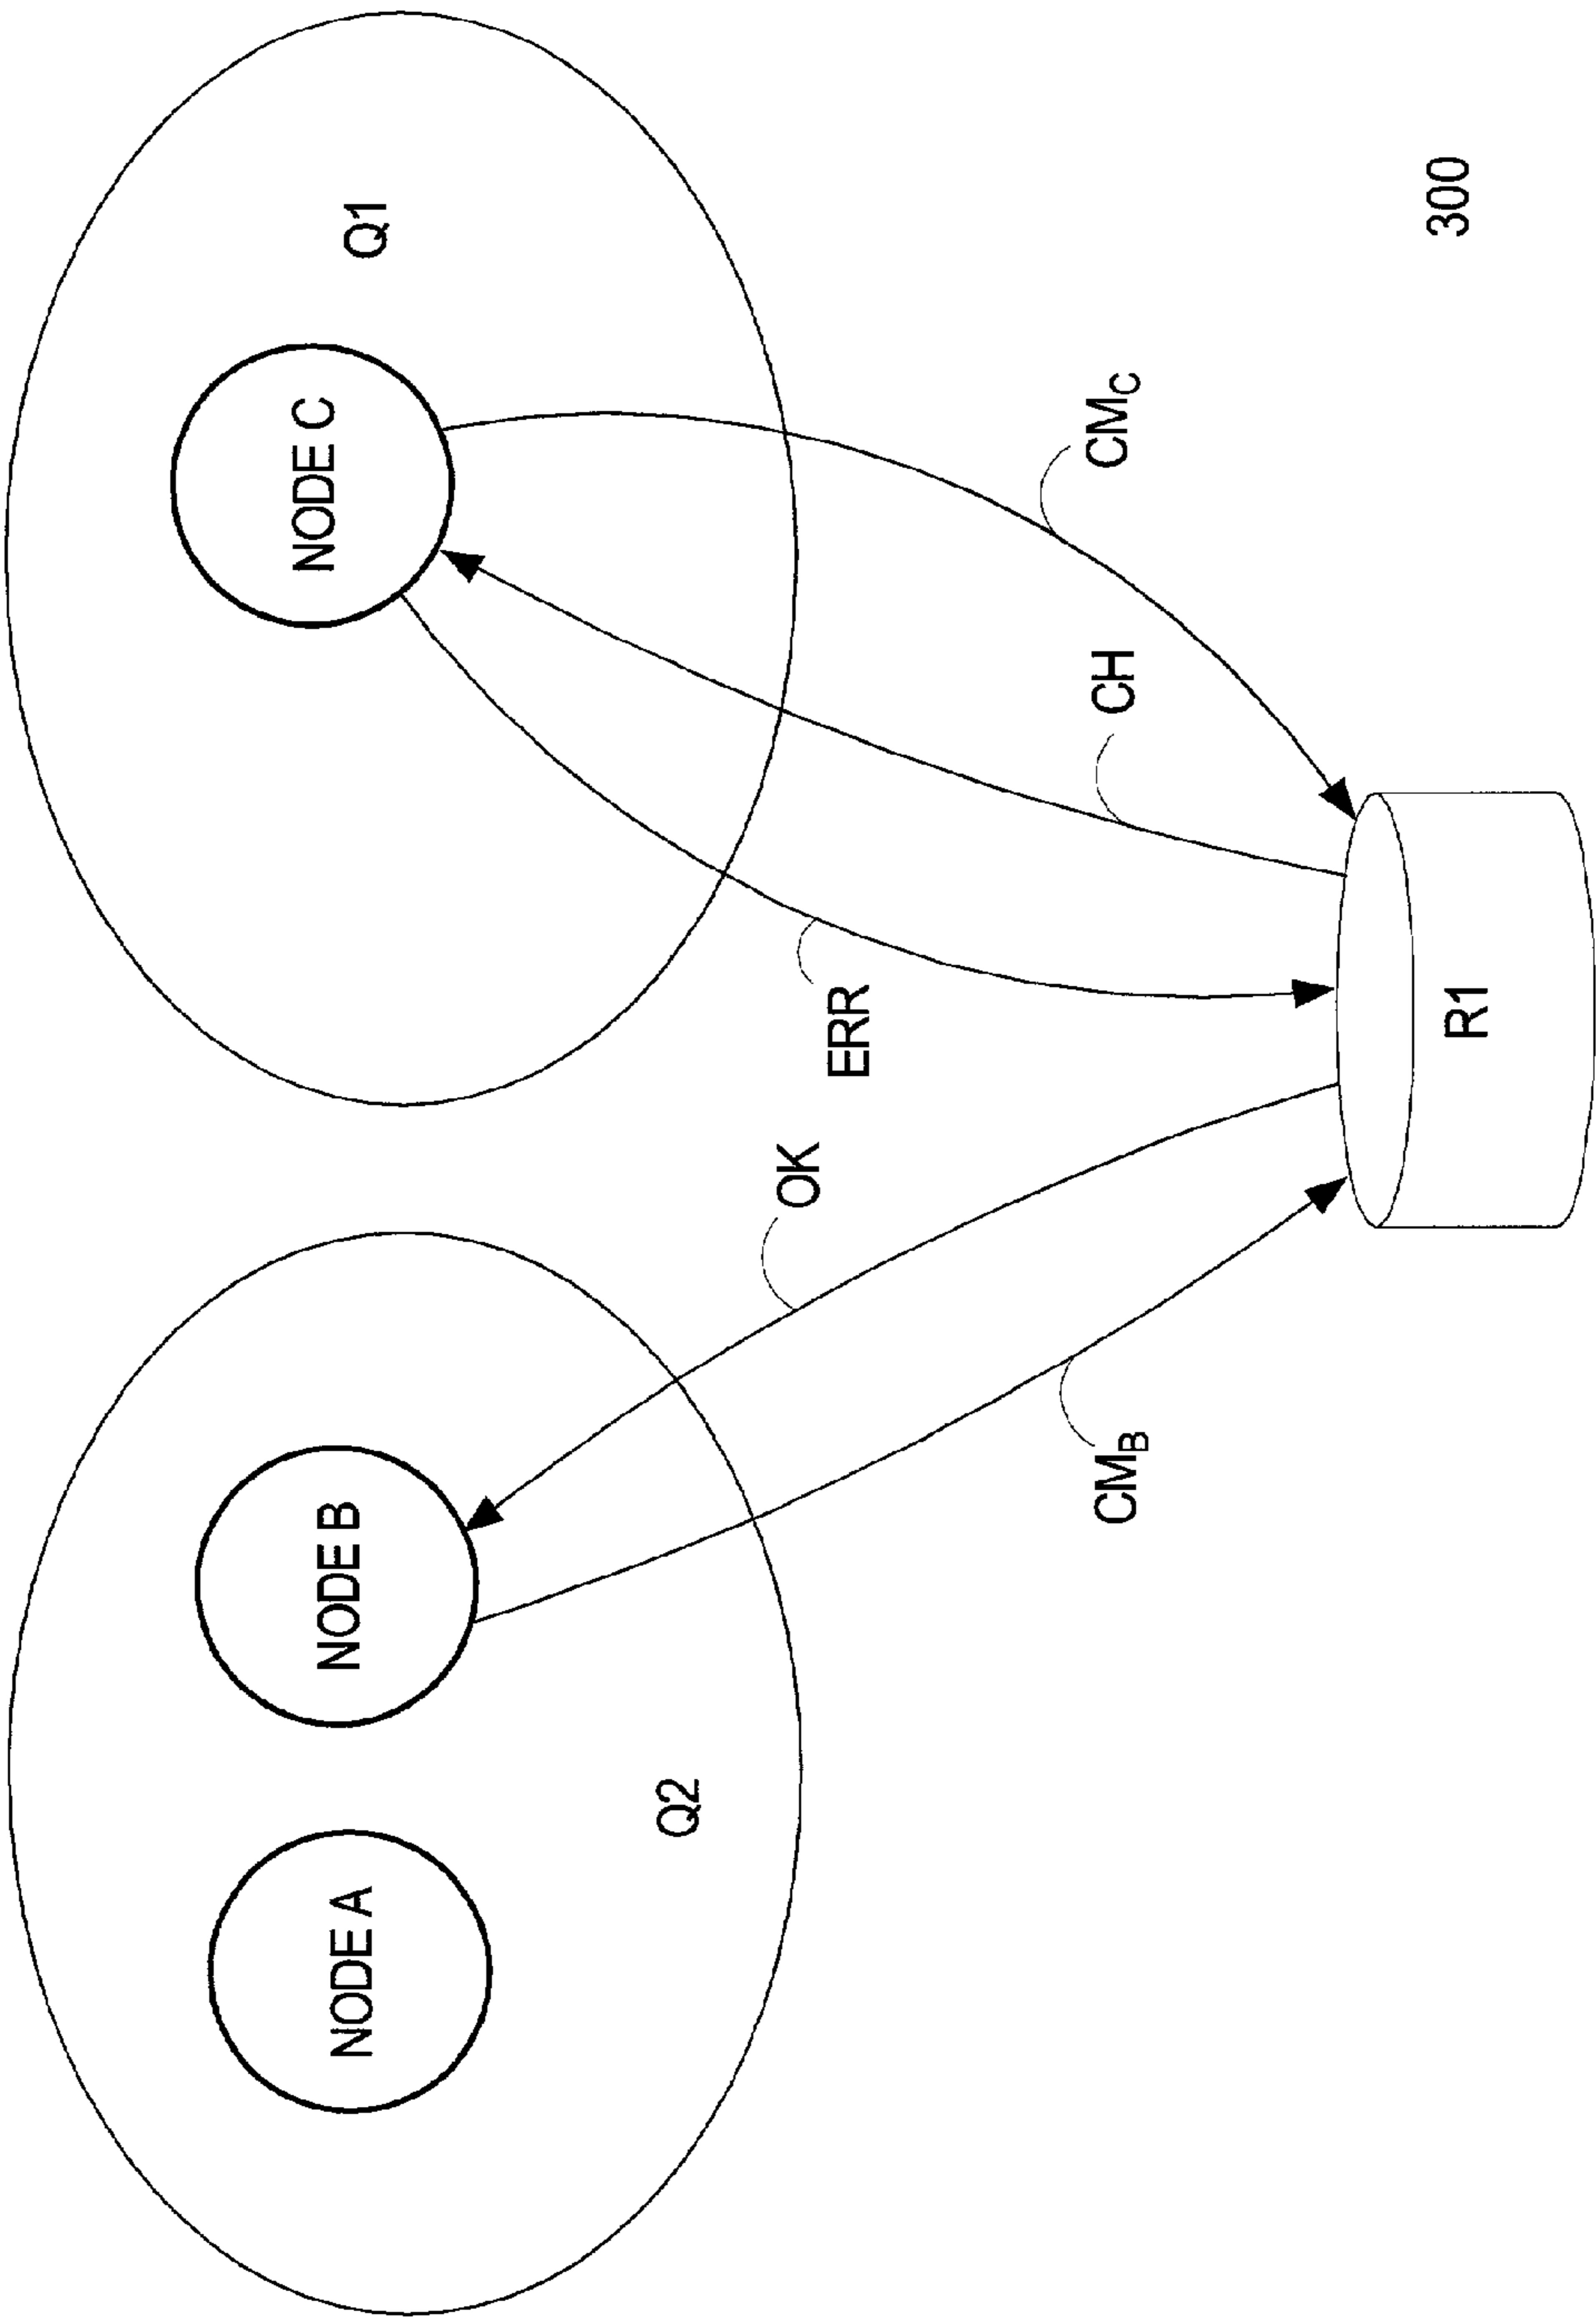 NODE A
NODE B
Q2
NODE C
Q1
OK
ERR
CMB
CH
CMC
R1
300